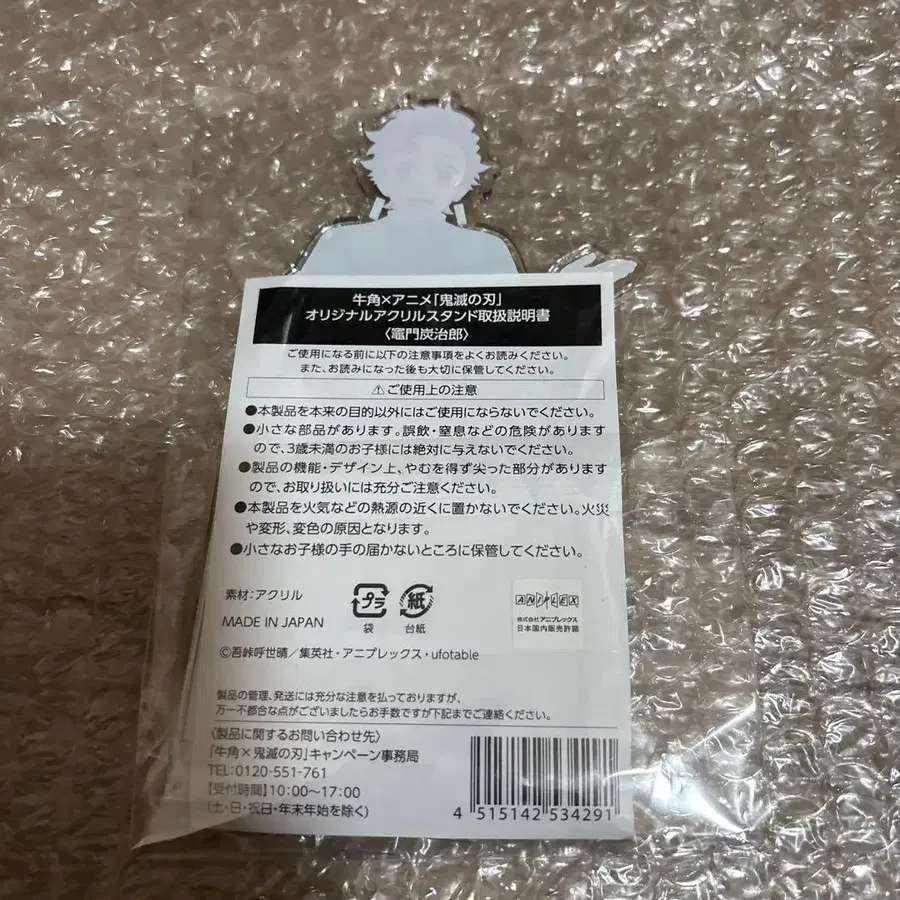 牛角×アニメ「鬼滅の刃」
オリジナルアクリルスタンド取扱説明書
〈竈門炭治郎〉
ご使用になる前に以下の注意事項をよくお読みください。
また、お読みになった後も大切に保管してください。
⚠ご使用上の注意
●本製品を本来の目的以外にはご使用にならないでください。
●小さな部品があります。誤飲・窒息などの危険があります
ので、3歳未満のお子様には絶対に与えないでください。
●製品の機能・デザイン上、やむを得ず尖った部分があります
ので、お取り扱いには充分ご注意ください。
●本製品を火気などの熱源の近くに置かないでください。火災
や変形、変色の原因となります。
●小さなお子様の手の届かないところに保管してください。
素材:アクリル
MADE IN JAPAN
プラ
袋
紙
台紙
ANIPLEX
株式会社アニプレックス
日本国内販売許諾
©吾峠呼世晴/集英社・アニプレックス・ufotable
製品の管理、発送には充分な注意を払っておりますが、
万一不都合な点がございましたらお手数ですが下記までご連絡ください。
〈製品に関するお問い合わせ先〉
「牛角×鬼滅の刃」キャンペーン事務局
TEL:0120-551-761
【受付時間】10:00～17:00
(土・日・祝日・年末年始を除く)
4 515142 534291